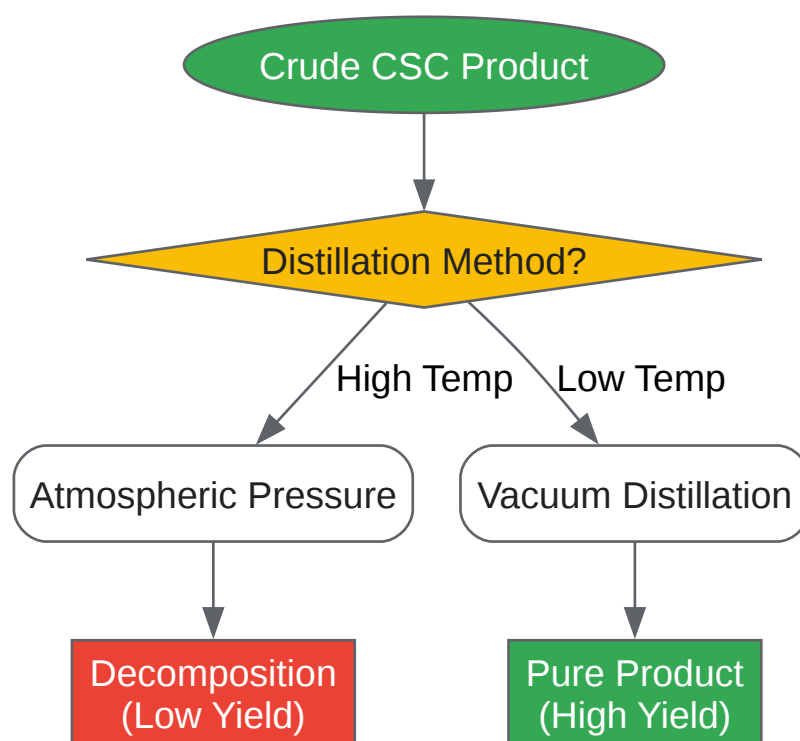 Crude CSC Product
Distillation Method?
High Temp
Low Temp
Atmospheric Pressure
Vacuum Distillation
Decomposition
(Low Yield)
Pure Product
(High Yield)